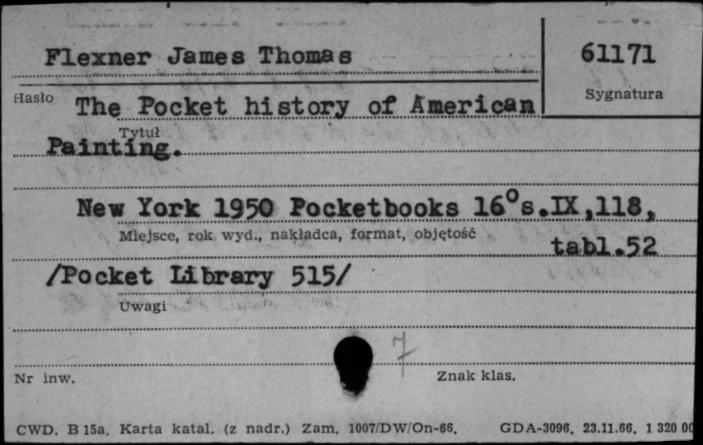 Flexner James Thomas
61171
Hasło
Sygnatura
The Pocket history of American
Tytuł
Painting.
New York 1950 Pocketbooks 16°s.IX,118,
Miejsce, rok wyd., nakładca, format, objętość
tabl.52
/Pocket Library 515/
Uwagi
7
Nr inw.
Znak klas.
CWD. B 15a. Karta katal. (z nadr.) Zam. 1007/DW/On-66. GDA-3096. 23.11.66. 1 320 00